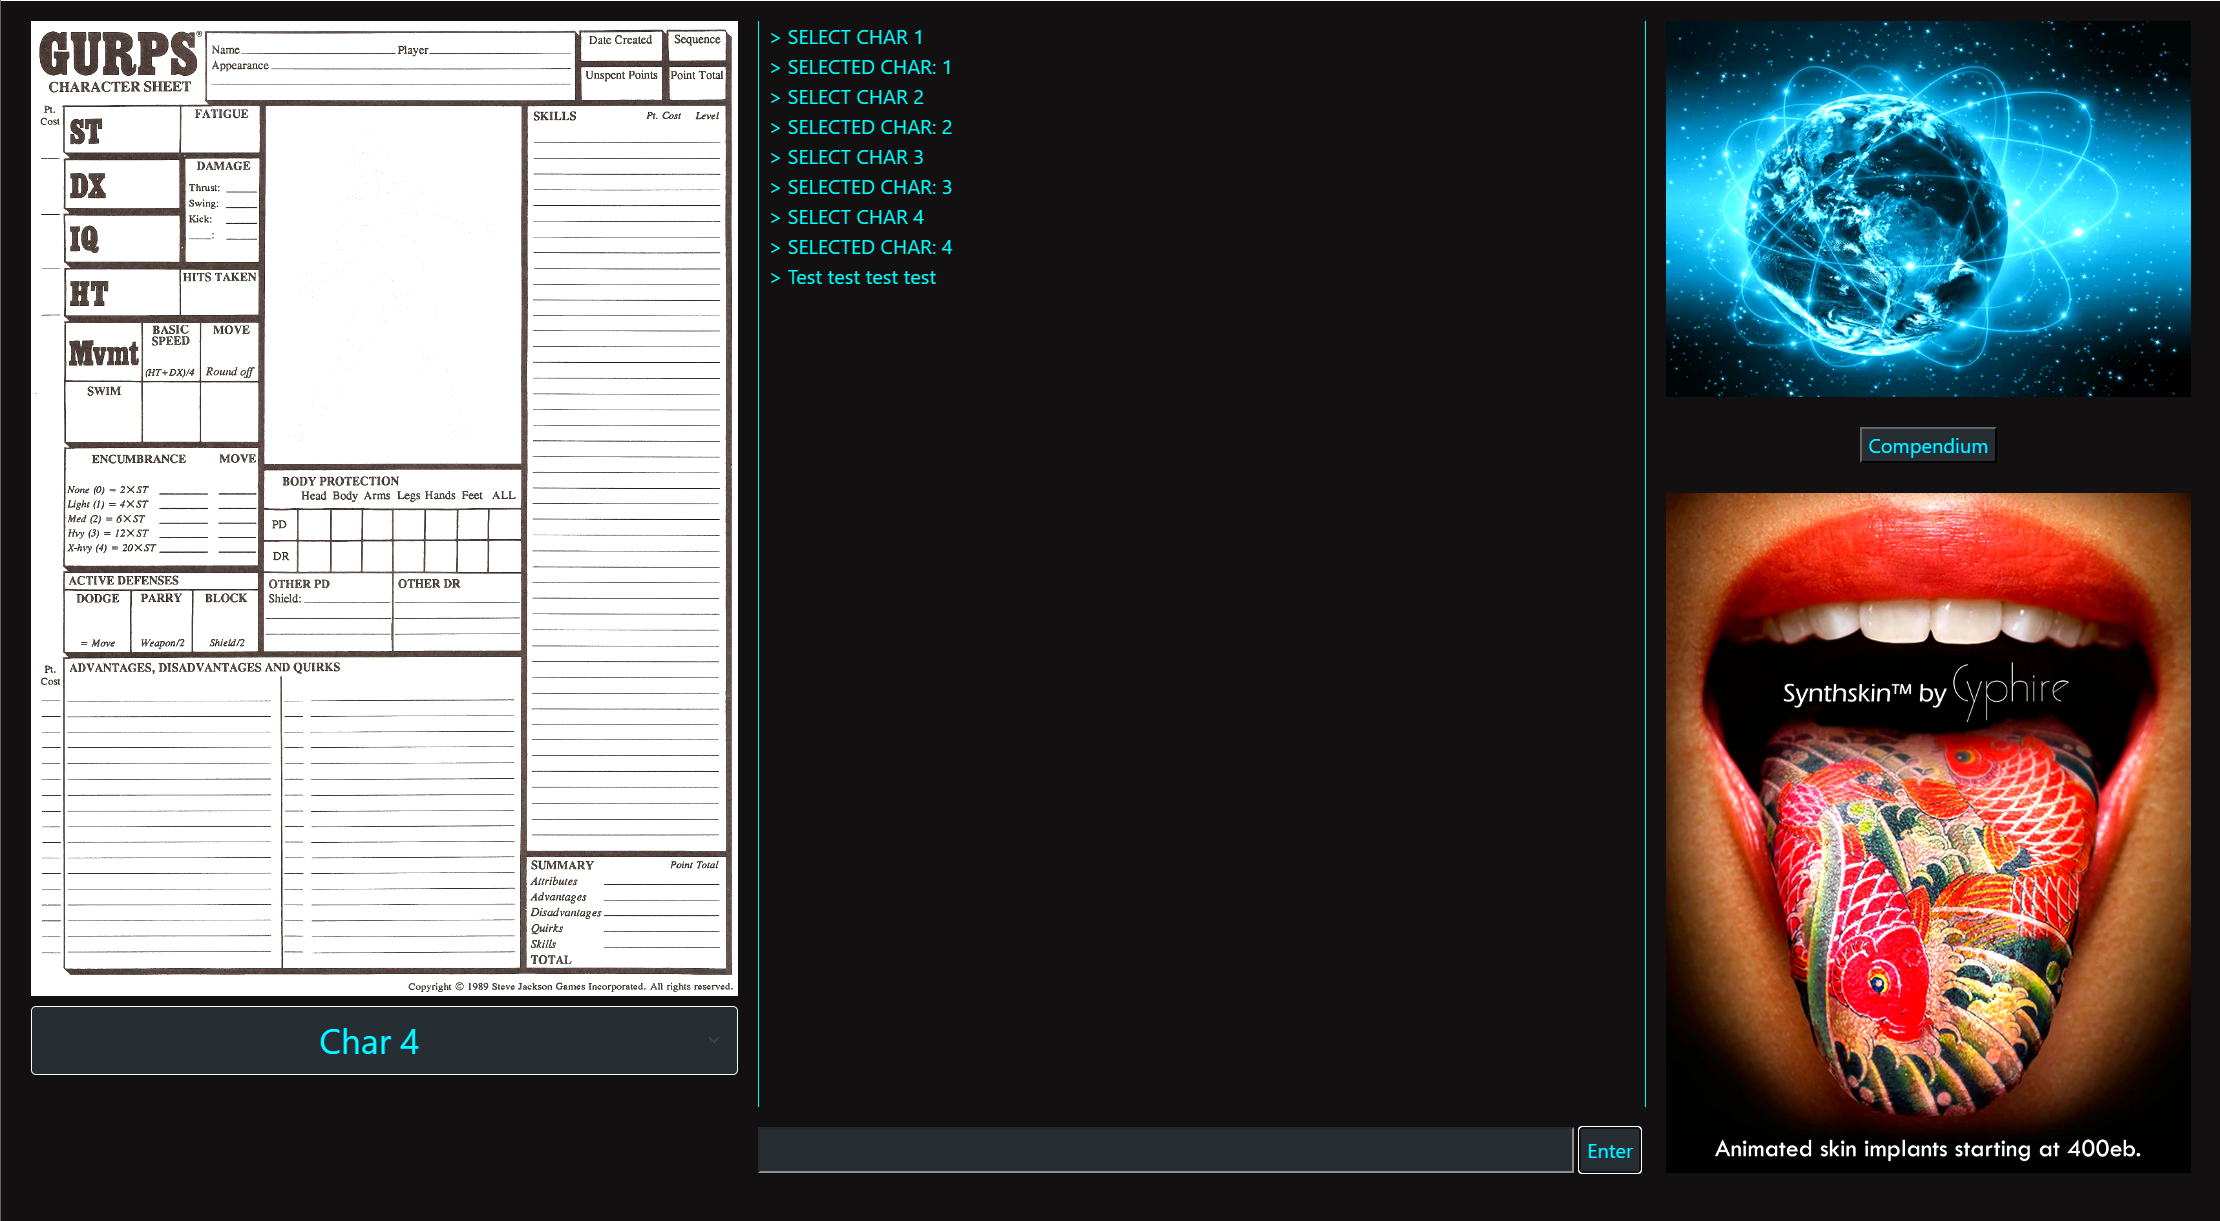 GURPS®
CHARACTER SHEET
Name Player
Appearance
Date Created
Sequence
Unspent Points
Point Total
Pt.
Cost
ST
FATIGUE
DX
DAMAGE
Thrust:
Swing:
Kick:
:
IQ
HT
HITS TAKEN
Mvmt
BASIC
SPEED
(HT+DX)/4
MOVE
Round off
SWIM
ENCUMBRANCE MOVE
None (0) = 2×ST
Light (1) = 4×ST
Med (2) = 6×ST
Hvy (3) = 12×ST
X-hvy (4) = 20×ST
ACTIVE DEFENSES
DODGE PARRY BLOCK
= Move Weapon/2 Shield/2
BODY PROTECTION
Head Body Arms Legs Hands Feet ALL
PD
DR
OTHER PD
Shield:
OTHER DR
Pt.
Cost
ADVANTAGES, DISADVANTAGES AND QUIRKS
SKILLS Pt. Cost Level
SUMMARY Point Total
Attributes
Advantages
Disadvantages
Quirks
Skills
TOTAL
Copyright © 1989 Steve Jackson Games Incorporated. All rights reserved.
Char 4
> SELECT CHAR 1
> SELECTED CHAR: 1
> SELECT CHAR 2
> SELECTED CHAR: 2
> SELECT CHAR 3
> SELECTED CHAR: 3
> SELECT CHAR 4
> SELECTED CHAR: 4
> Test test test test
Enter
Compendium
Synthskin™ by Cyphire
Animated skin implants starting at 400eb.